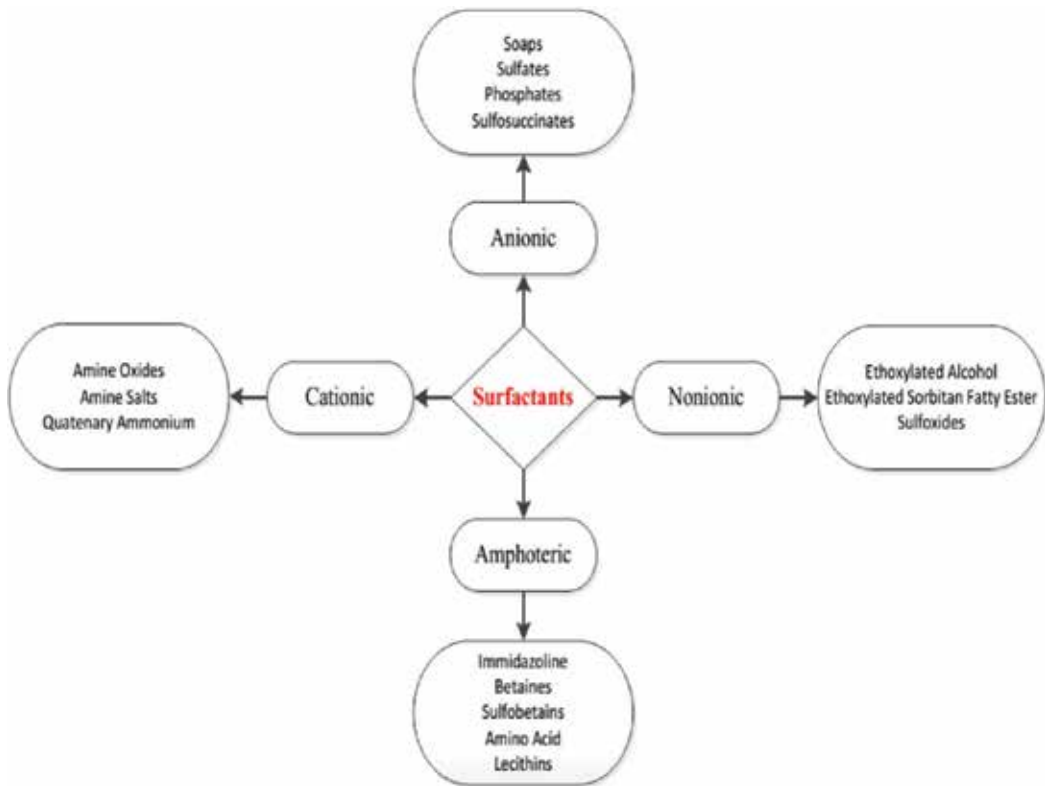 Soaps
Sulfates
Phosphates
Sulfosuccinates
Anionic
Amine Oxides
Amine Salts
Quatenary Ammonium
Cationic
Surfactants
Nonionic
Ethoxylated Alcohol
Ethoxylated Sorbitan Fatty Ester
Sulfoxides
Amphoteric
Immidazoline
Betaines
Sulfobetains
Amino Acid
Lecithins